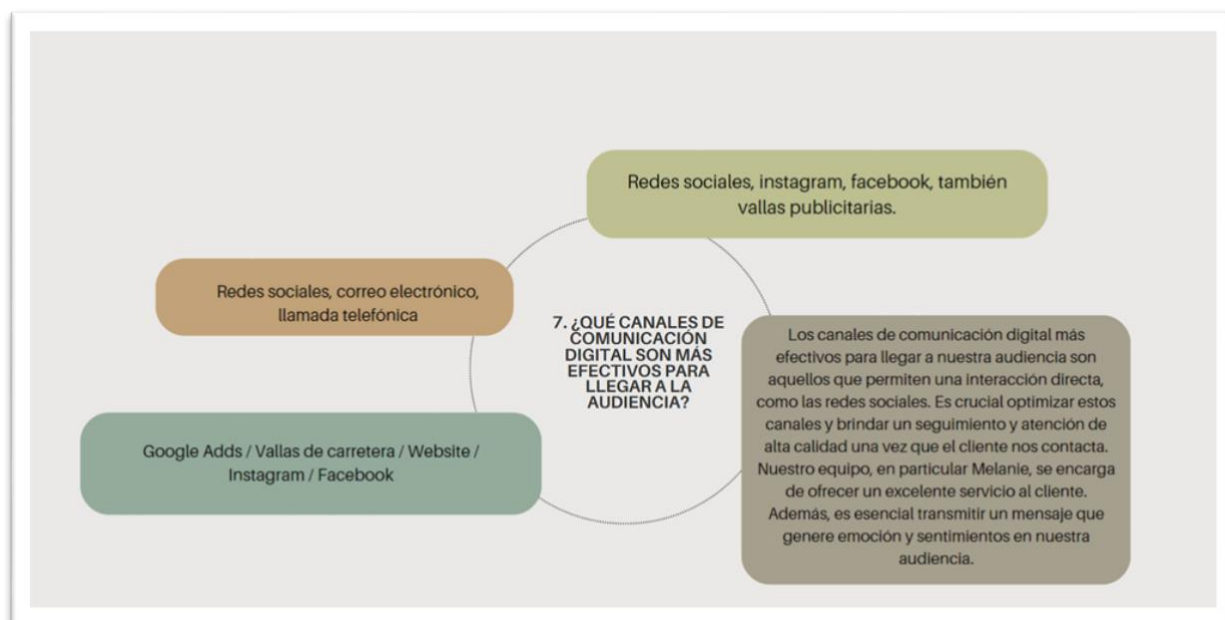 Redes sociales, instagram, facebook, también
vallas publicitarias.
Redes sociales, correo electrónico,
llamada telefónica
7. ¿QUÉ CANALES DE
COMUNICACIÓN
DIGITAL SON MÁS
EFECTIVOS PARA
LLEGAR A LA
AUDIENCIA?
Los canales de comunicación digital más
efectivos para llegar a nuestra audiencia son
aquellos que permiten una interacción directa,
como las redes sociales. Es crucial optimizar estos
canales y brindar un seguimiento y atención de
alta calidad una vez que el cliente nos contacta.
Nuestro equipo, en particular Melanie, se encarga
de ofrecer un excelente servicio al cliente.
Además, es esencial transmitir un mensaje que
genere emoción y sentimientos en nuestra
audiencia.
Google Adds / Vallas de carretera / Website /
Instagram / Facebook